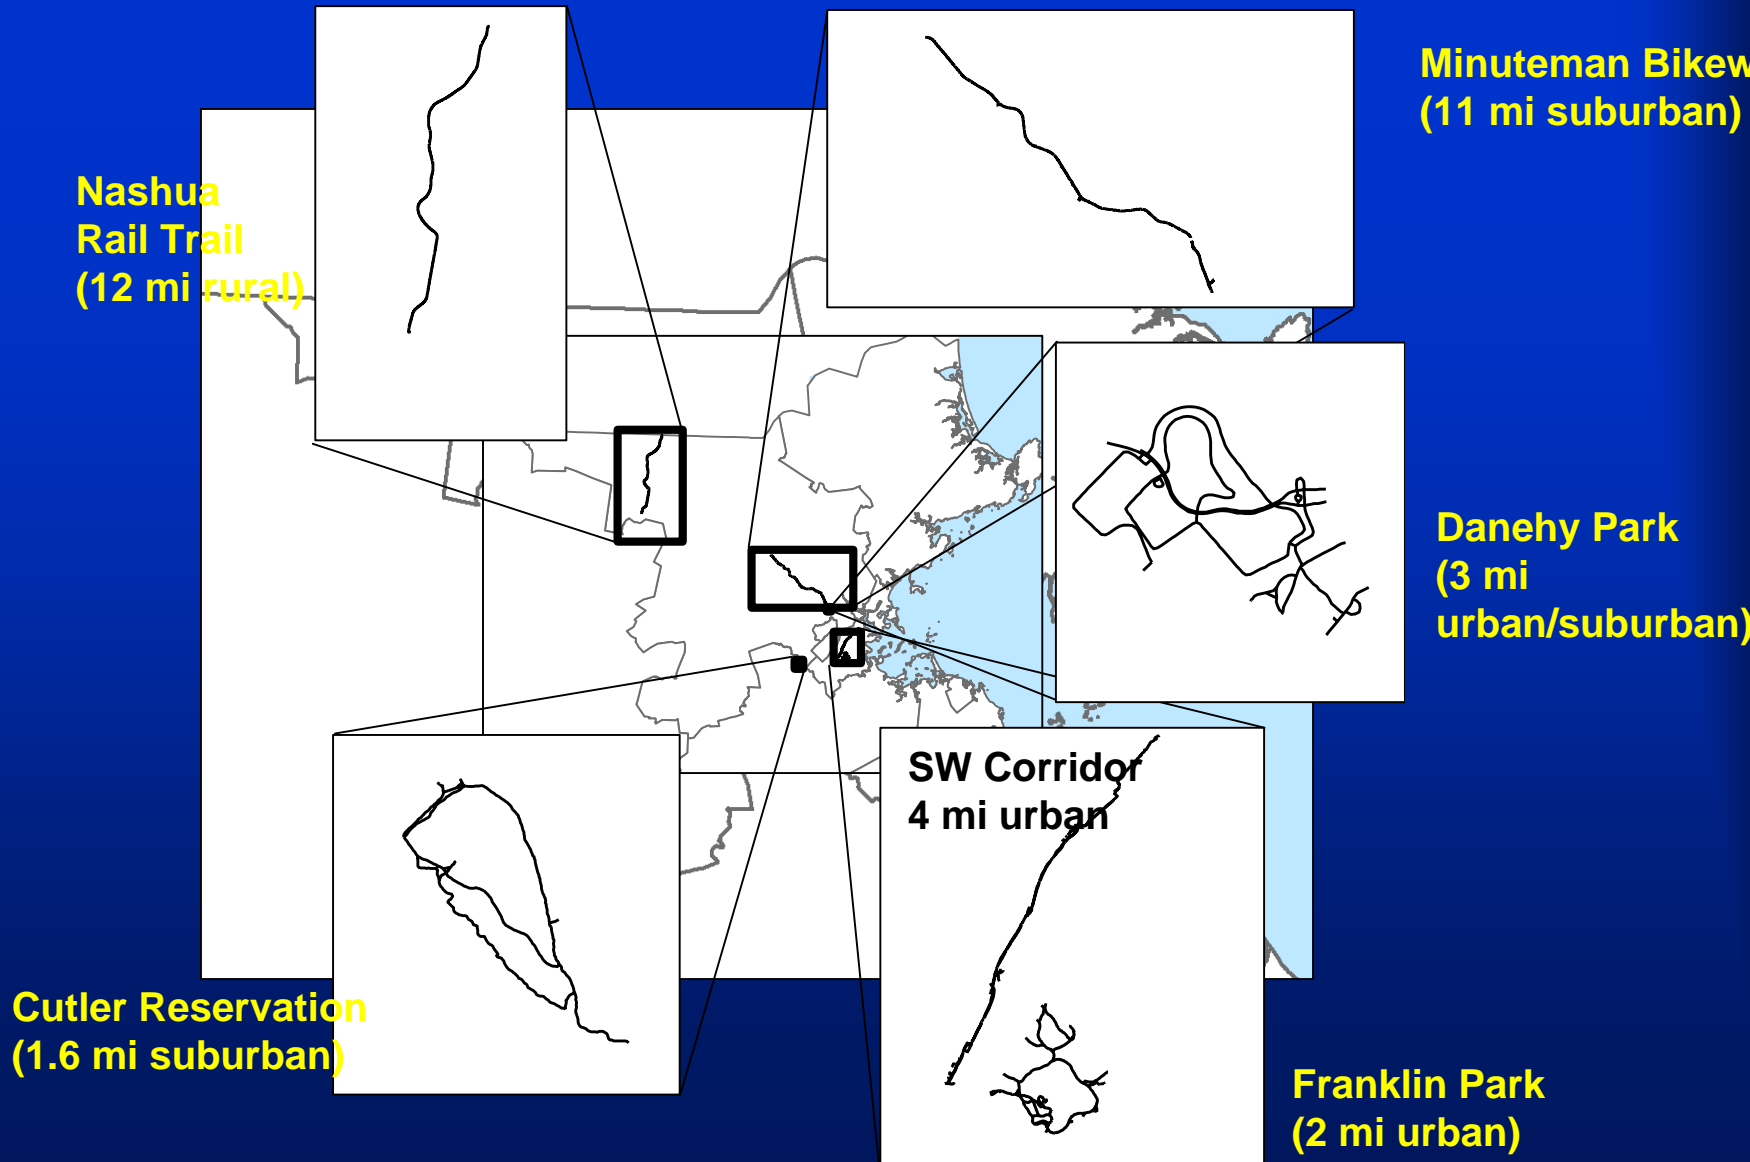 Minuteman Bikew
(11 mi suburban)
Nashua
Rail Trail
(12 mi rural)
Danehy Park
(3 mi
urban/suburban)
SW Corridor
4 mi urban
Cutler Reservation
(1.6 mi suburban)
Franklin Park
(2 mi urban)